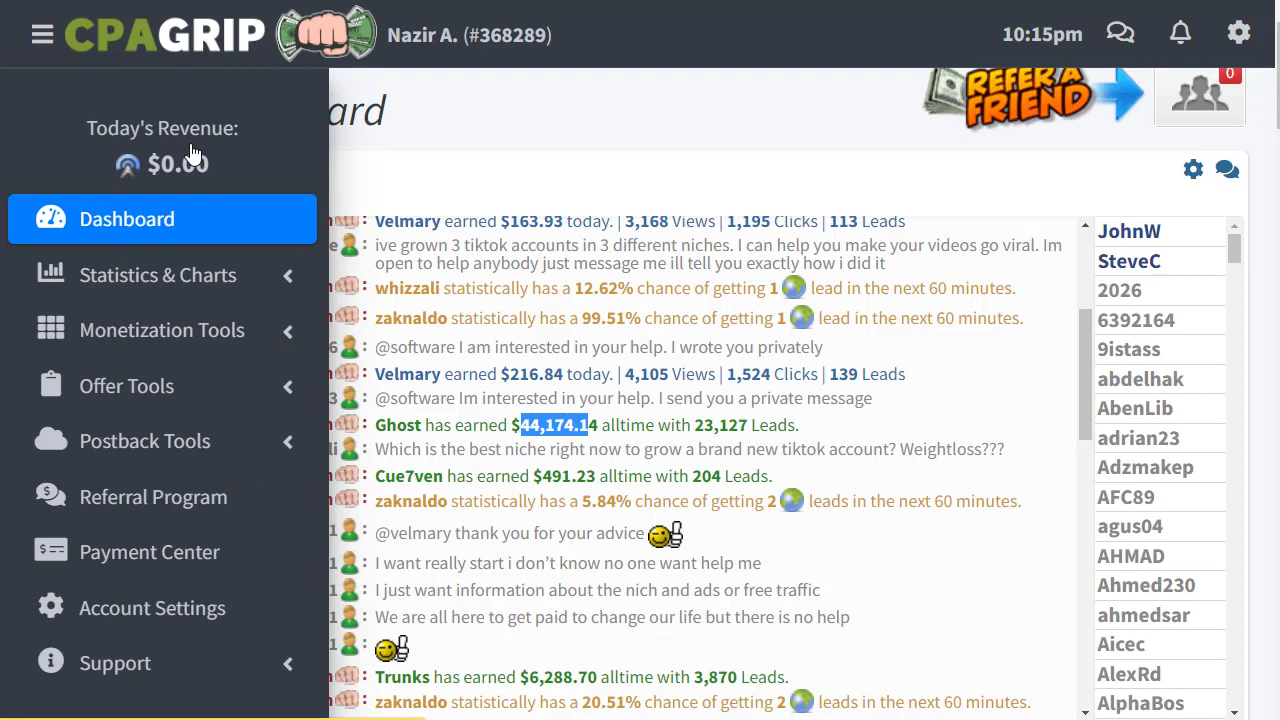 CPAGRIP
Nazir A. (#368289)
10:15pm
Today's Revenue:
$0.00
Dashboard
Statistics & Charts
Monetization Tools
Offer Tools
Postback Tools
Referral Program
Payment Center
Account Settings
Support
ard
REFER A
FRIEND
0
Velmary earned $163.93 today. | 3,168 Views | 1,195 Clicks | 113 Leads
e : ive grown 3 tiktok accounts in 3 different niches. I can help you make your videos go viral. Im
open to help anybody just message me ill tell you exactly how i did it
whizzali statistically has a 12.62% chance of getting 1 lead in the next 60 minutes.
zaknaldo statistically has a 99.51% chance of getting 1 lead in the next 60 minutes.
6 : @software I am interested in your help. I wrote you privately
Velmary earned $216.84 today. | 4,105 Views | 1,524 Clicks | 139 Leads
3 : @software Im interested in your help. I send you a private message
Ghost has earned $44,174.14 alltime with 23,127 Leads.
li : Which is the best niche right now to grow a brand new tiktok account? Weightloss???
Cue7ven has earned $491.23 alltime with 204 Leads.
zaknaldo statistically has a 5.84% chance of getting 2 leads in the next 60 minutes.
1 : @velmary thank you for your advice
1 : I want really start i don't know no one want help me
1 : I just want information about the nich and ads or free traffic
1 : We are all here to get paid to change our life but there is no help
1 :
Trunks has earned $6,288.70 alltime with 3,870 Leads.
zaknaldo statistically has a 20.51% chance of getting 2 leads in the next 60 minutes.
JohnW
SteveC
2026
6392164
9istass
abdelhak
AbenLib
adrian23
Adzmakep
AFC89
agus04
AHMAD
Ahmed230
ahmedsar
Aicec
AlexRd
AlphaBos